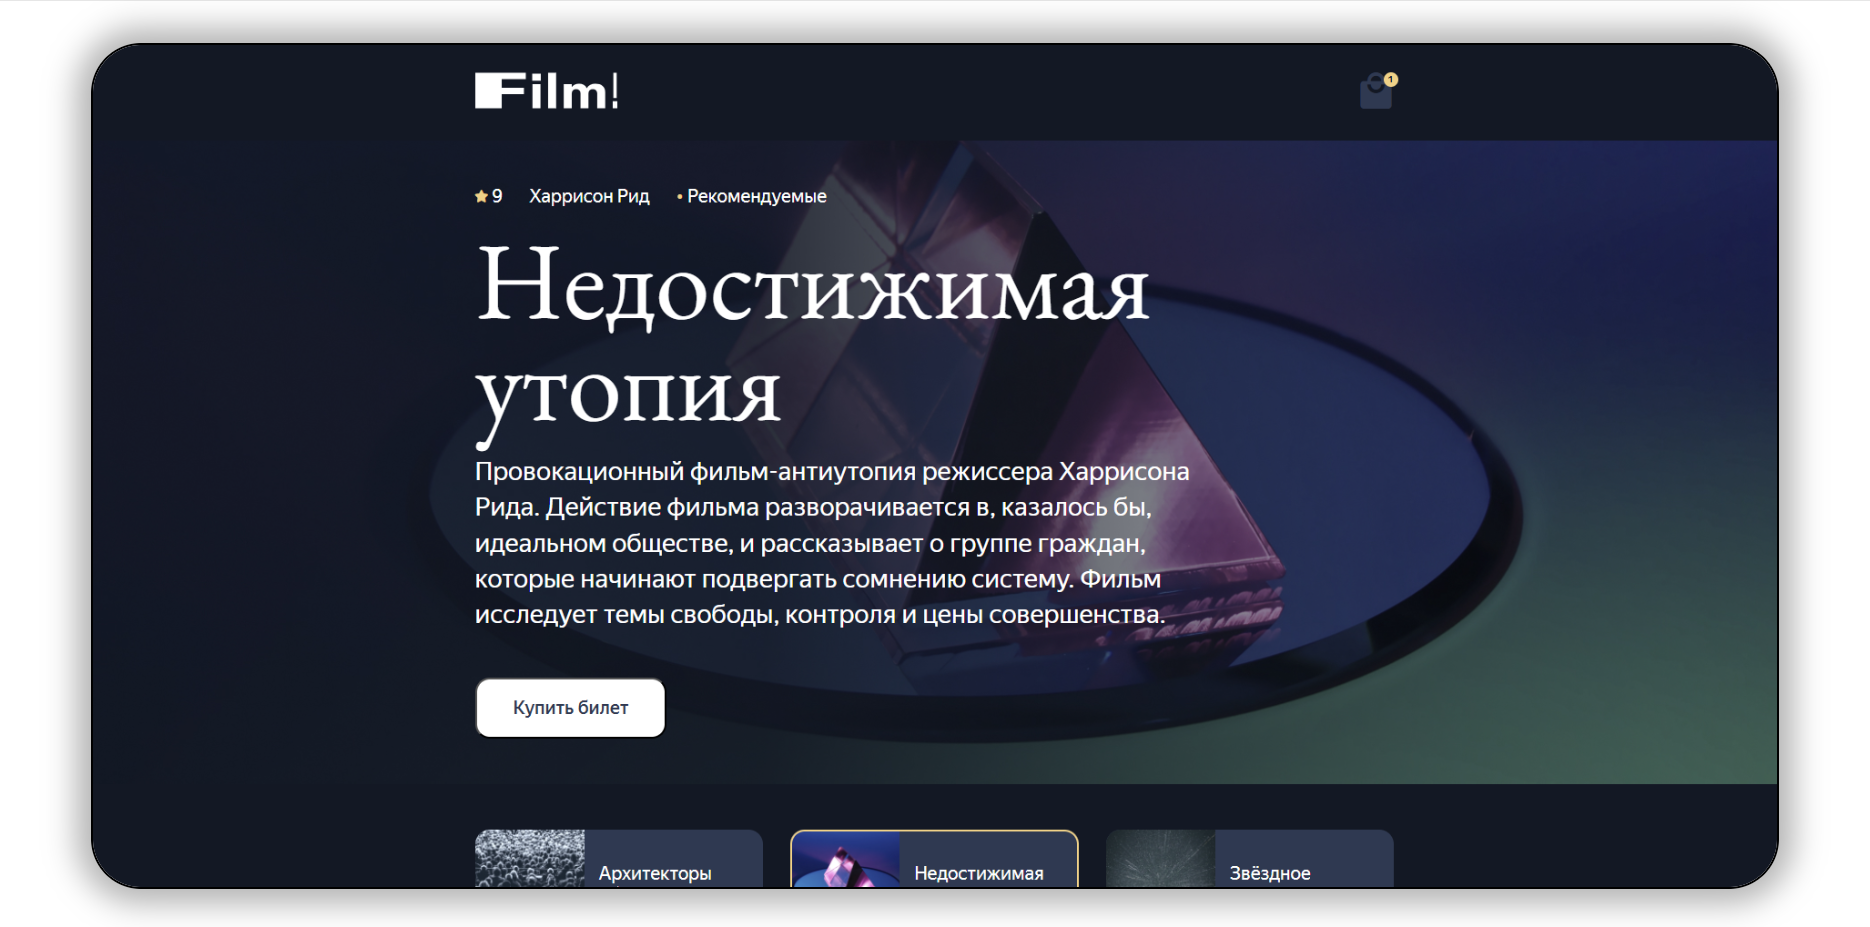 Film!
1
9 Харрисон Рид • Рекомендуемые
Недостижимая
утопия
Провокационный фильм-антиутопия режиссера Харрисона
Рида. Действие фильма разворачивается в, казалось бы,
идеальном обществе, и рассказывает о группе граждан,
которые начинают подвергать сомнению систему. Фильм
исследует темы свободы, контроля и цены совершенства.
Купить билет
Архитекторы
Недостижимая
Звёздное